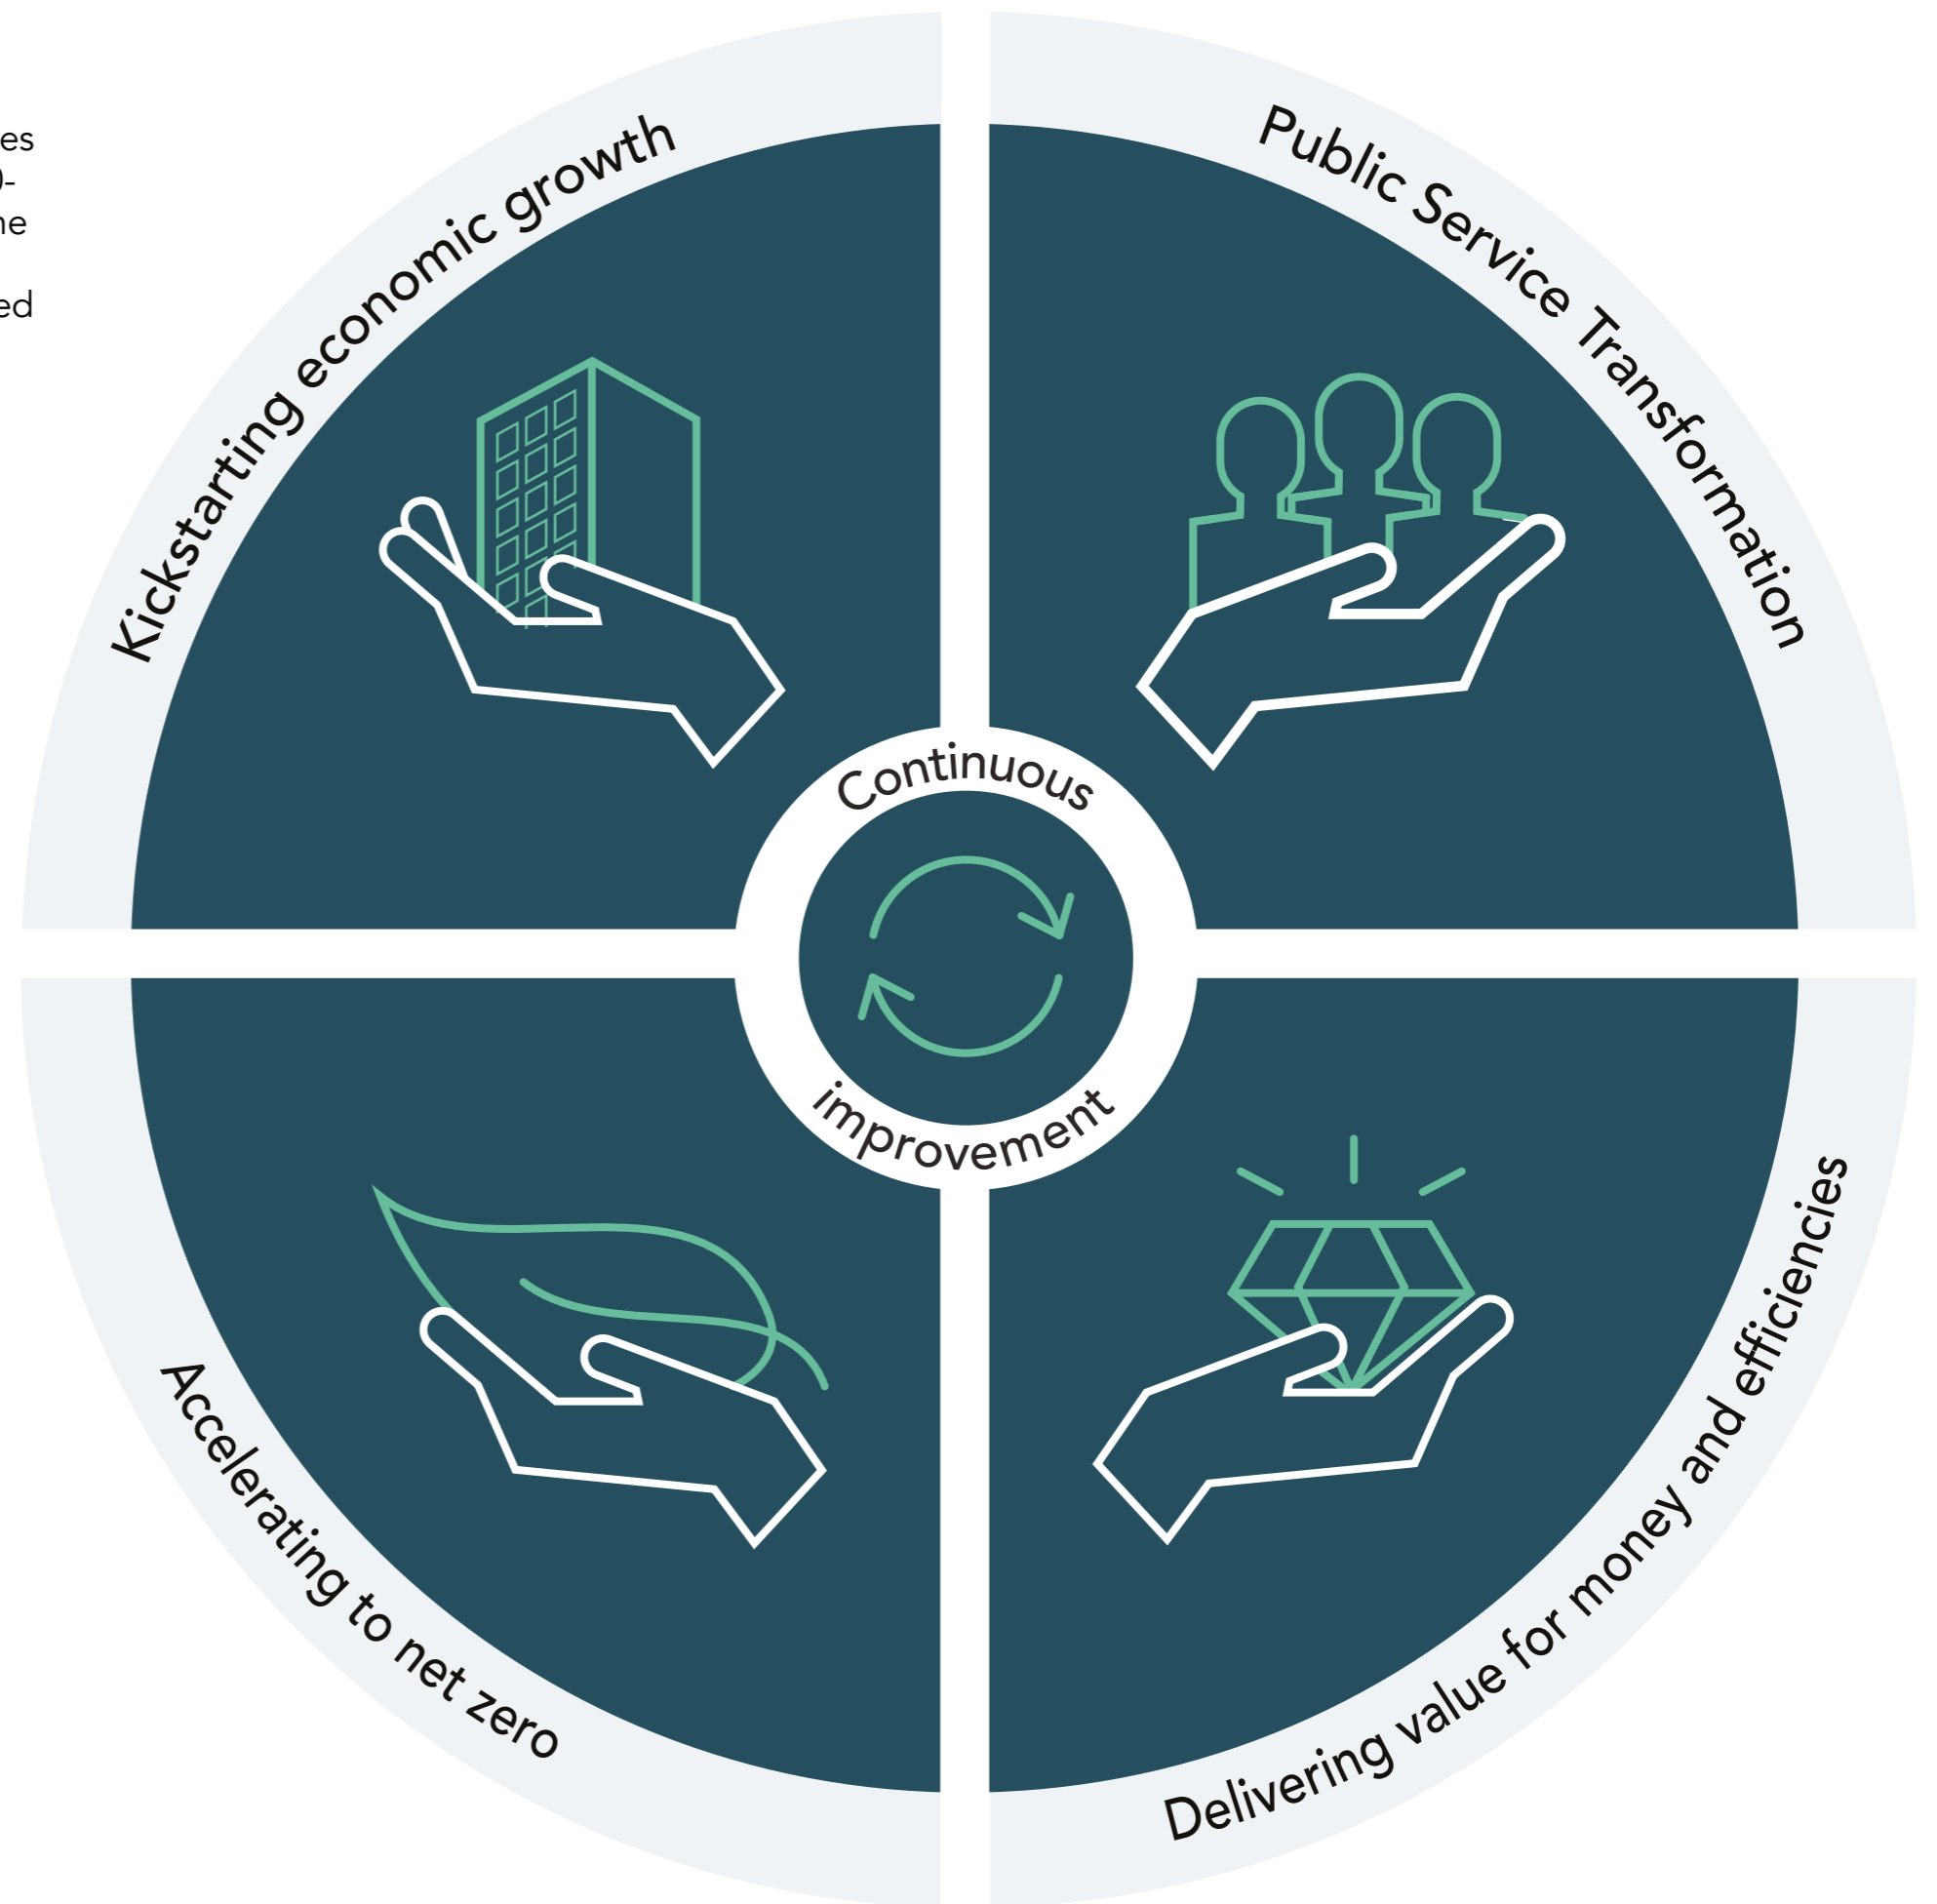 Kickstarting economic growth
Public Service Transformation
Continuous
improvement
Accelerating to net zero
Delivering value for money and efficiencies